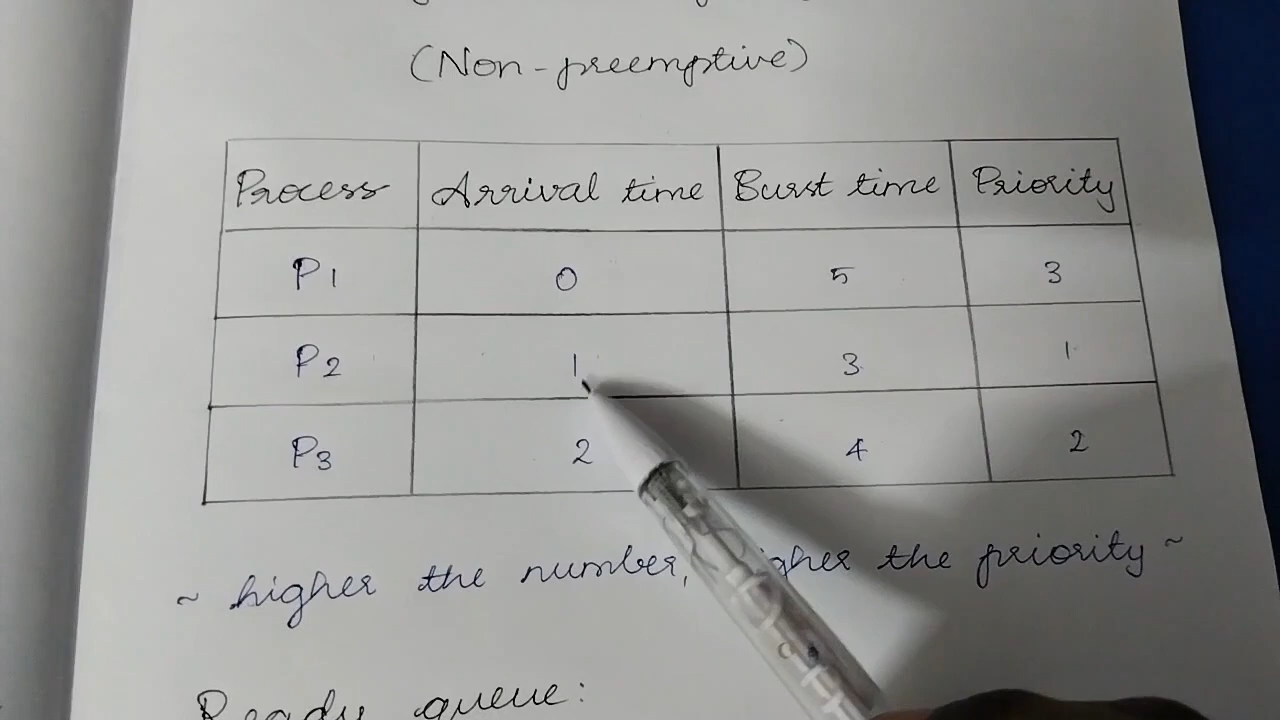 (Non-preemptive)
Process Arrival time Burst time Priority
P1 0 5 3
P2 1 3 1
P3 2 4 2
~ higher the number, the priority ~
Ready queue: